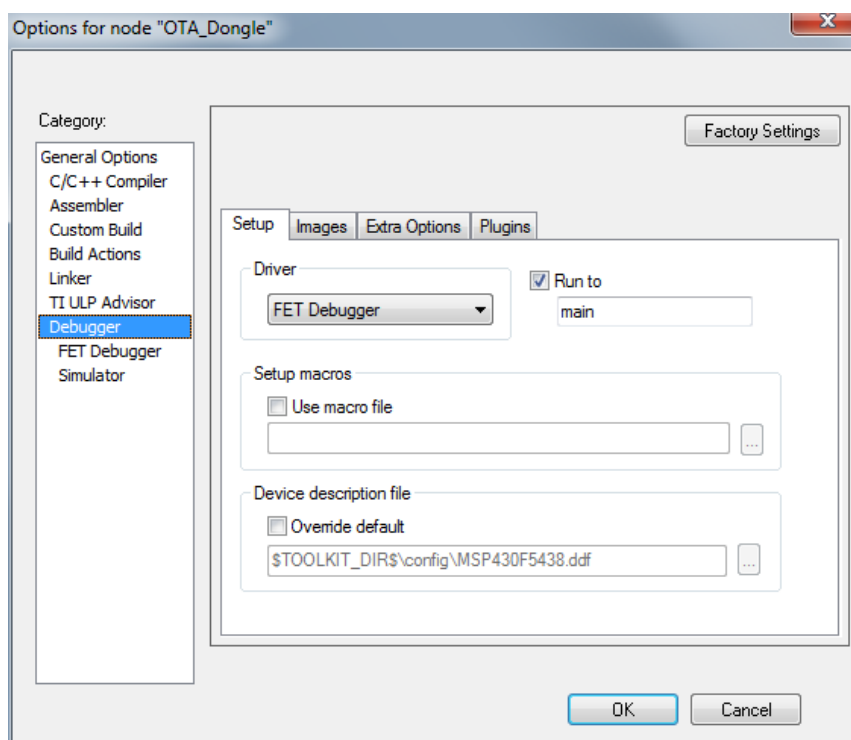 Options for node "OTA_Dongle"
X
Category:
General Options
C/C++ Compiler
Assembler
Custom Build
Build Actions
Linker
TI ULP Advisor
Debugger
FET Debugger
Simulator
Factory Settings
Setup Images Extra Options Plugins
Driver
FET Debugger
Run to
main
Setup macros
Use macro file
...
Device description file
Override default
$TOOLKIT_DIR$\config\MSP430F5438.ddf
...
OK Cancel